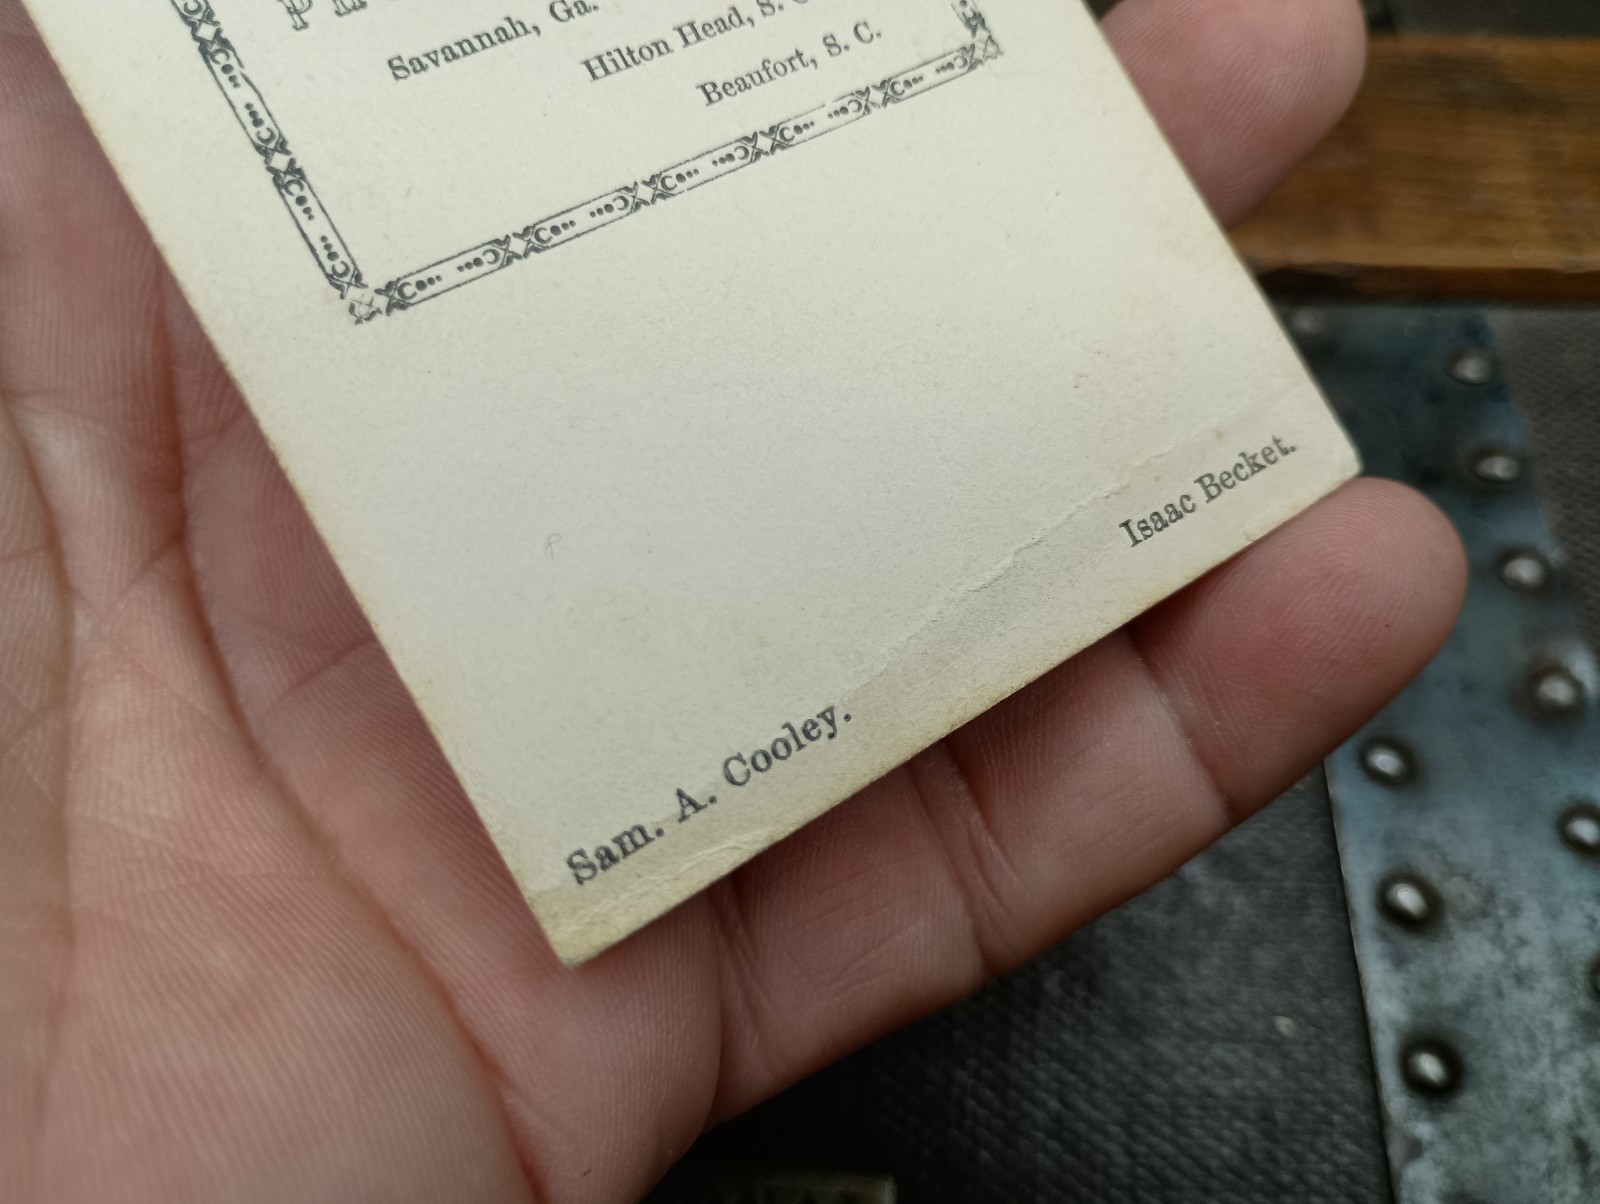 Savannah, Ga.
Hilton Head, S.
Beaufort, S. C.
Isaac Becket.
Sam. A. Cooley.